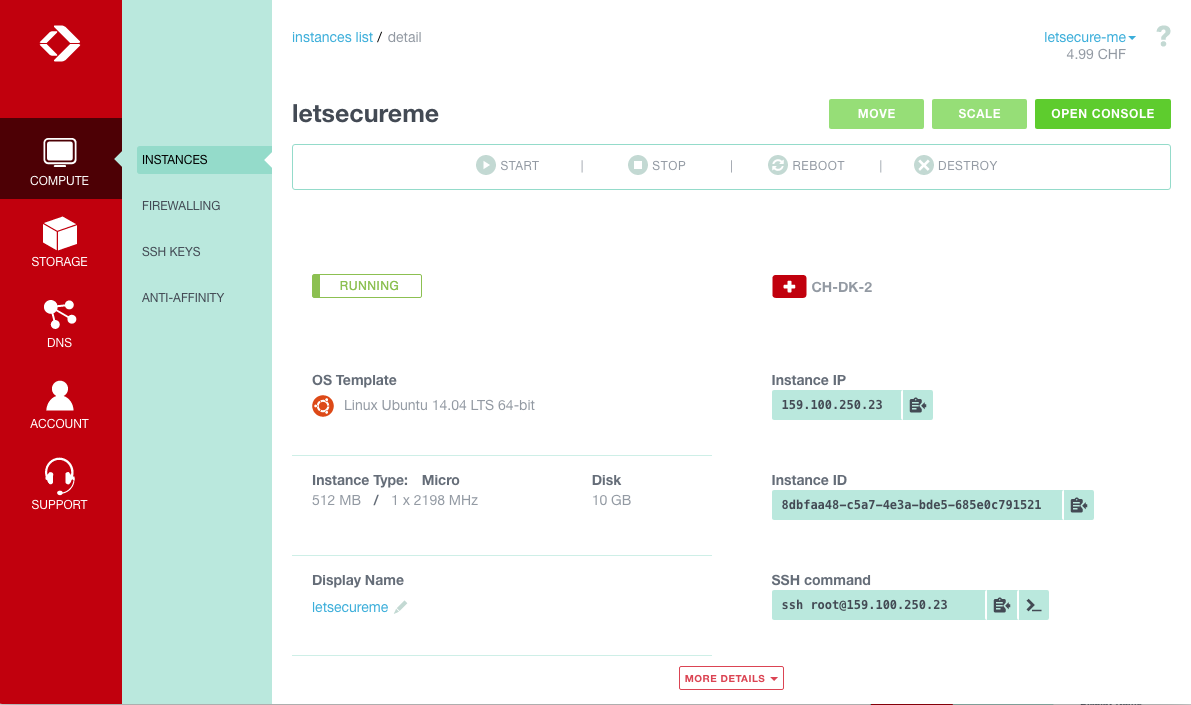 instances list / detail
letsecure-me
4.99 CHF
?
letsecureme
MOVE
SCALE
OPEN CONSOLE
START | STOP | REBOOT | DESTROY
COMPUTE
STORAGE
DNS
ACCOUNT
SUPPORT
INSTANCES
FIREWALLING
SSH KEYS
ANTI-AFFINITY
RUNNING
CH-DK-2
OS Template
Linux Ubuntu 14.04 LTS 64-bit
Instance IP
159.100.250.23
Instance Type: Micro
512 MB / 1 x 2198 MHz
Disk
10 GB
Instance ID
8dbfaa48-c5a7-4e3a-bde5-685e0c791521
Display Name
letsecureme
SSH command
ssh root@159.100.250.23
MORE DETAILS